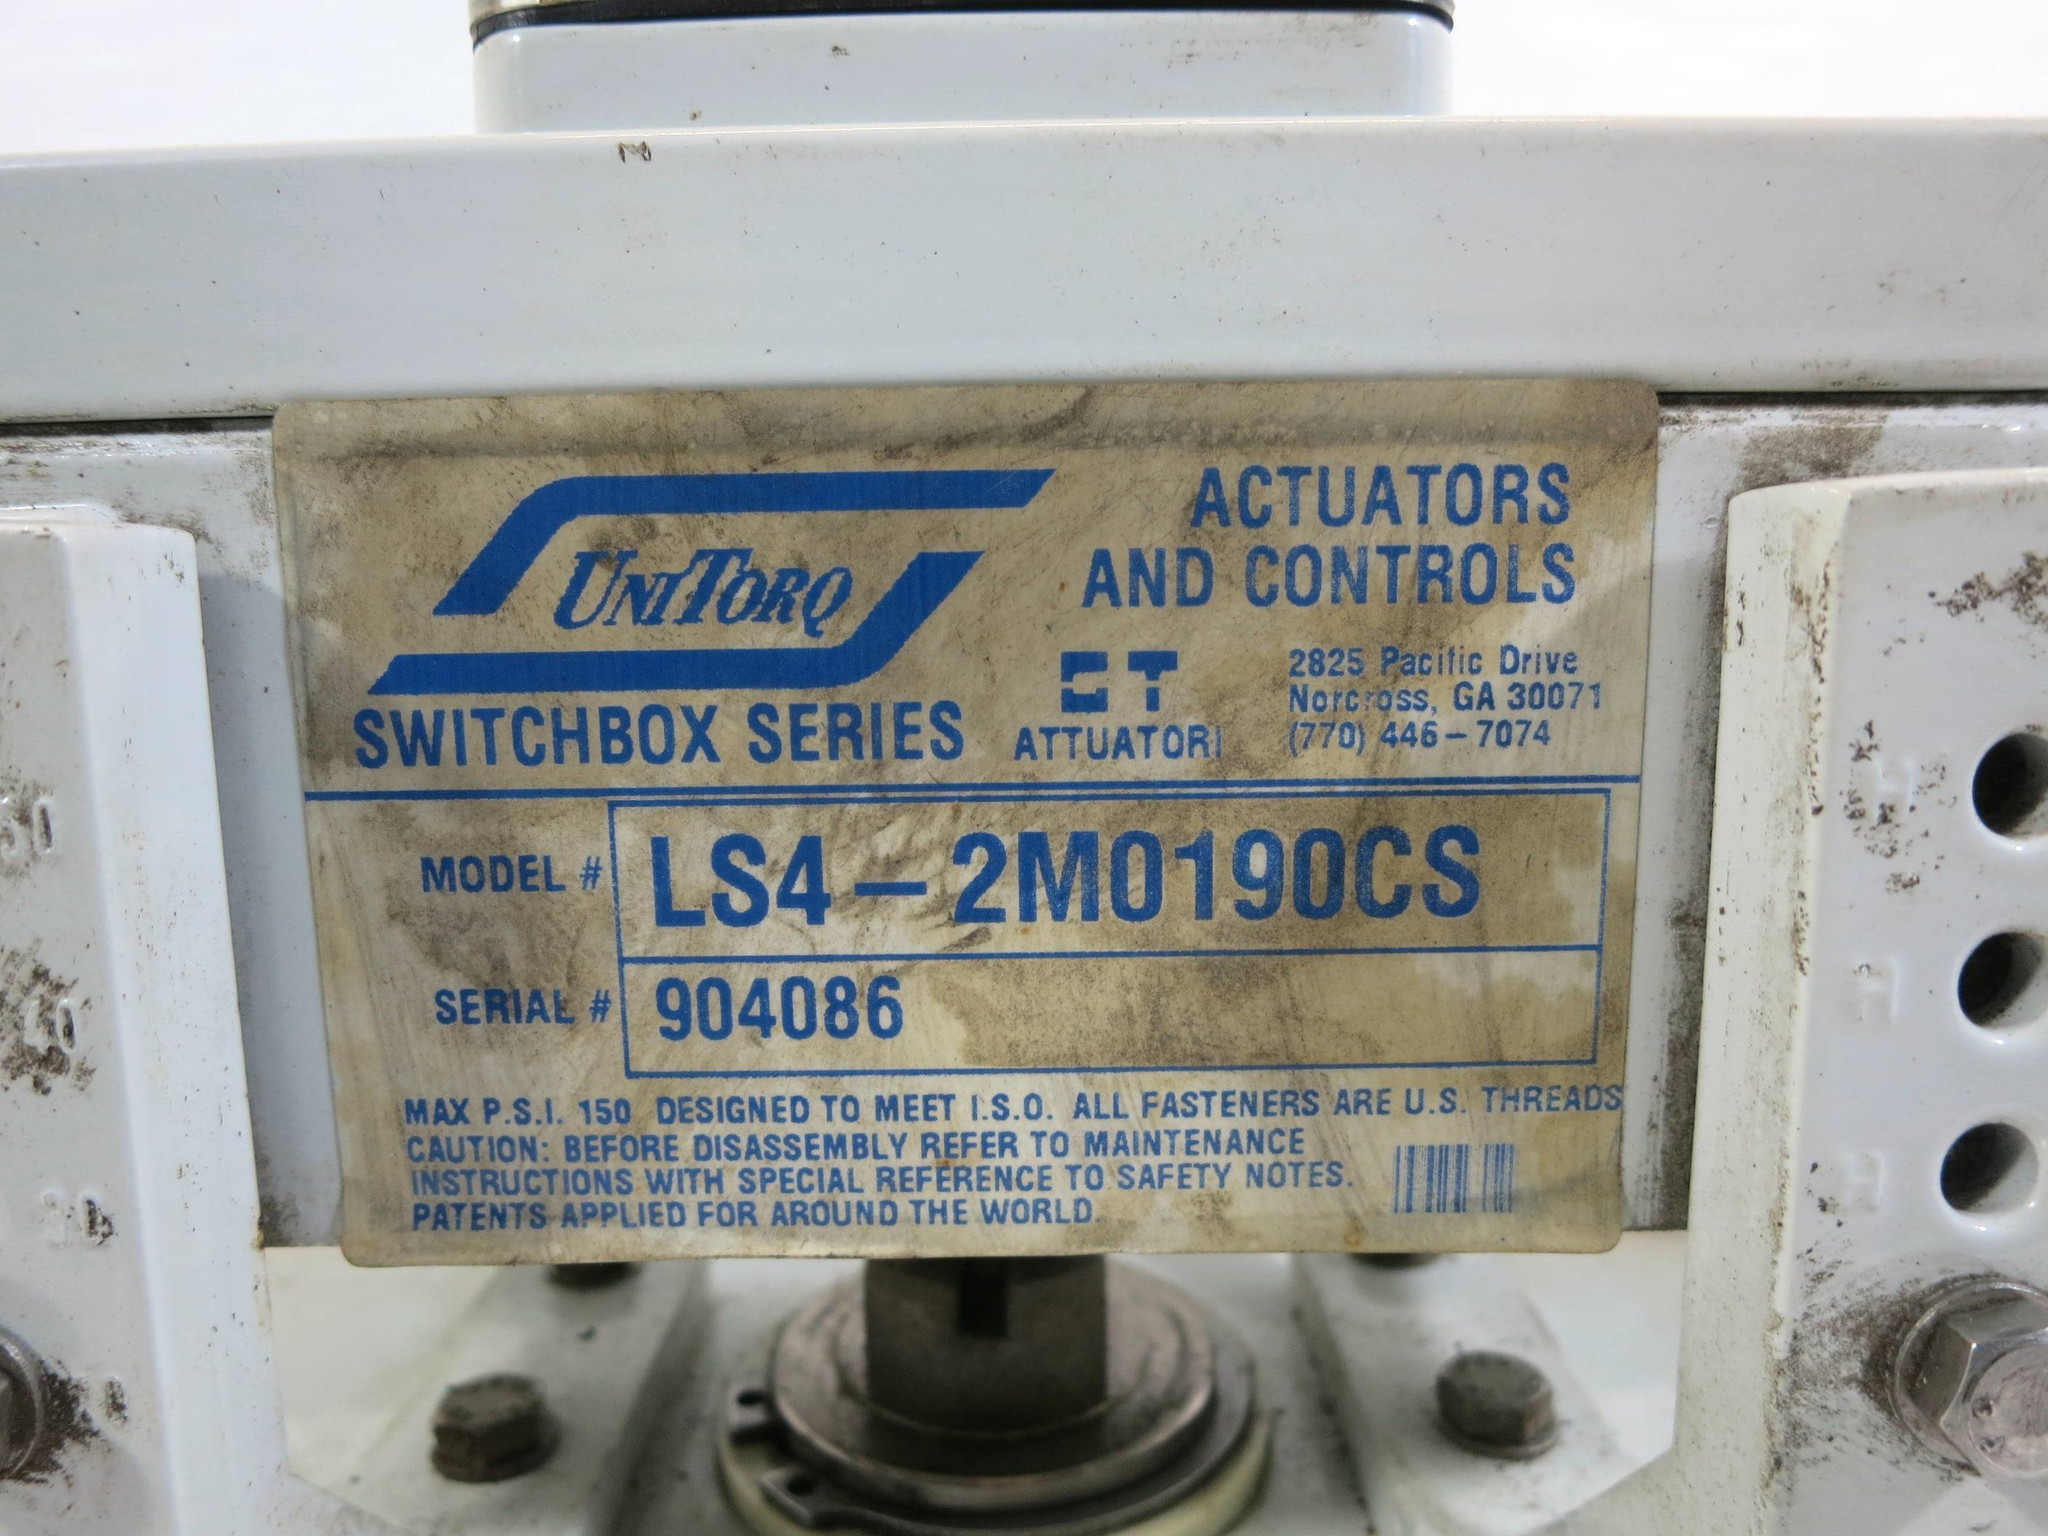 UNITORQ
SWITCHBOX SERIES
ACTUATORS
AND CONTROLS
ATTUATORI
2825 Pacific Drive
Norcross, GA 30071
(770) 446-7074
MODEL # LS4-2M0190CS
SERIAL # 904086
MAX P.S.I. 150 DESIGNED TO MEET I.S.O. ALL FASTENERS ARE U.S. THREADS
CAUTION: BEFORE DISASSEMBLY REFER TO MAINTENANCE
INSTRUCTIONS WITH SPECIAL REFERENCE TO SAFETY NOTES.
PATENTS APPLIED FOR AROUND THE WORLD.
40
H
H